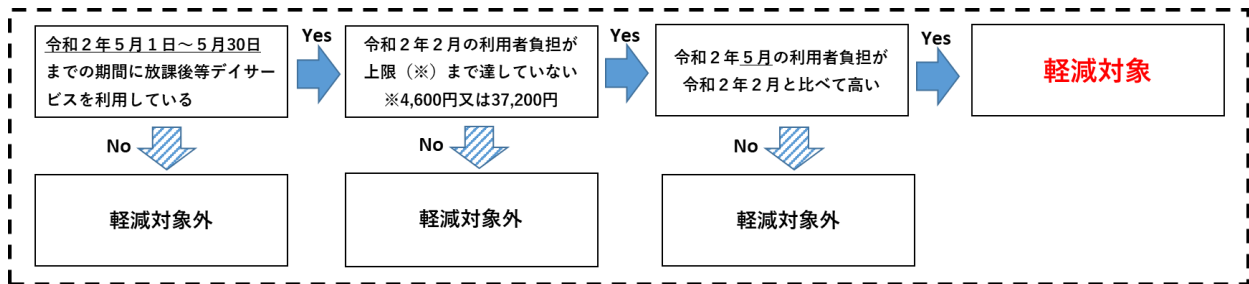 令和２年５月１日～５月30日
までの期間に放課後等デイサー
ビスを利用している
Yes
令和２年２月の利用者負担が
上限（※）まで達していない
※4,600円又は37,200円
Yes
令和２年５月の利用者負担が
令和２年２月と比べて高い
Yes
軽減対象
No
軽減対象外
No
軽減対象外
No
軽減対象外